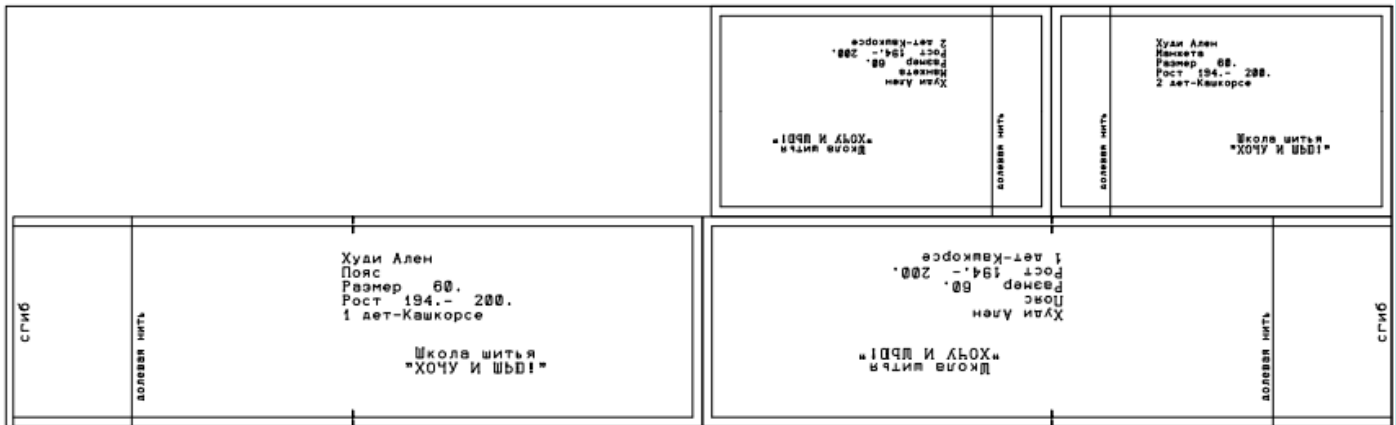 2 дет-Кашкорсе
Рост 194.- 200.
Размер 60.
Манжета
Худи Ален
"ХОЧУ И ШЬЮ!"
Школа шитья
долевая нить
Худи Ален
Манжета
Размер 60.
Рост 194.- 200.
2 дет-Кашкорсе
Школа шитья
"ХОЧУ И ШЬЮ!"
долевая нить
сгиб
долевая нить
Худи Ален
Пояс
Размер 60.
Рост 194.- 200.
1 дет-Кашкорсе
Школа шитья
"ХОЧУ И ШЬЮ!"
1 дет-Кашкорсе
Рост 194.- 200.
Размер 60.
Пояс
Худи Ален
"ХОЧУ И ШЬЮ!"
Школа шитья
долевая нить
сгиб